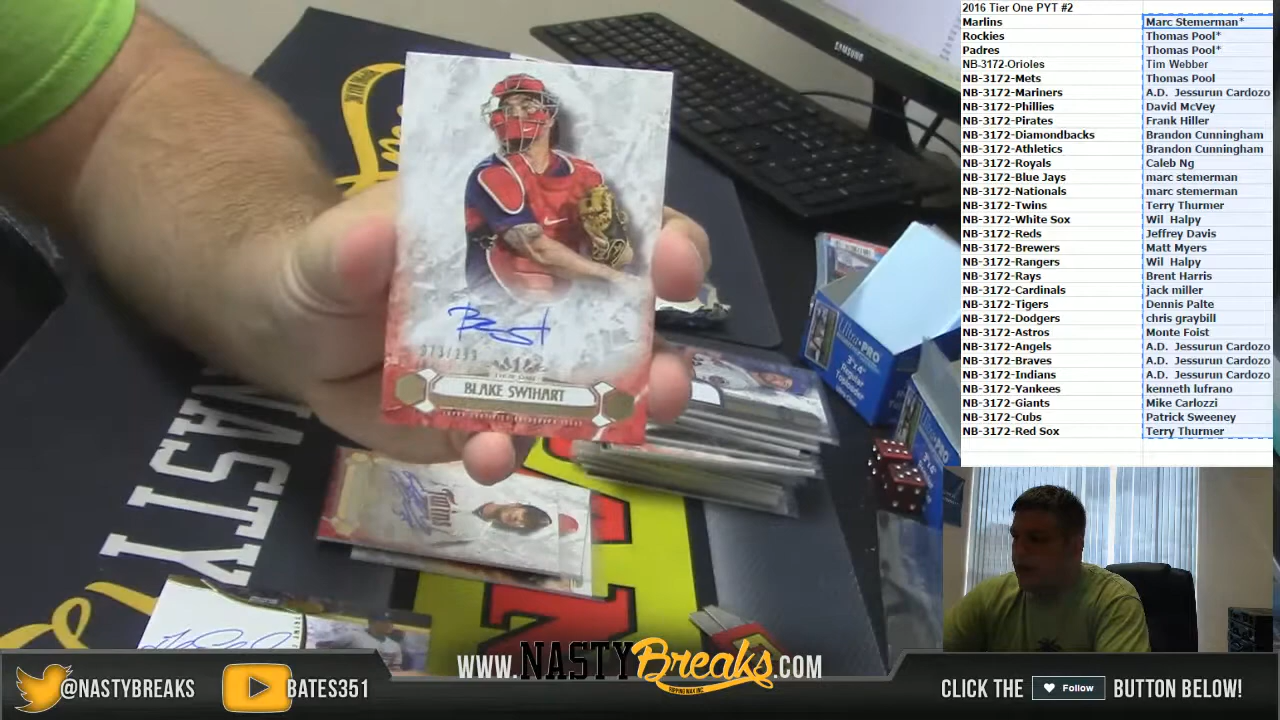 2016 Tier One PYT #2
Marlins Marc Stemerman*
Rockies Thomas Pool*
Padres Thomas Pool*
NB-3172-Orioles Tim Webber
NB-3172-Mets Thomas Pool
NB-3172-Mariners A.D. Jessurun Cardozo
NB-3172-Phillies David McVey
NB-3172-Pirates Frank Hiller
NB-3172-Diamondbacks Brandon Cunningham
NB-3172-Athletics Brandon Cunningham
NB-3172-Royals Caleb Ng
NB-3172-Blue Jays marc stemerman
NB-3172-Nationals marc stemerman
NB-3172-Twins Terry Thurmer
NB-3172-White Sox Wil Halpy
NB-3172-Reds Jeffrey Davis
NB-3172-Brewers Matt Myers
NB-3172-Rangers Wil Halpy
NB-3172-Rays Brent Harris
NB-3172-Cardinals jack miller
NB-3172-Tigers Dennis Palte
NB-3172-Dodgers chris graybill
NB-3172-Astros Monte Foist
NB-3172-Angels A.D. Jessurun Cardozo
NB-3172-Braves A.D. Jessurun Cardozo
NB-3172-Indians A.D. Jessurun Cardozo
NB-3172-Yankees kenneth lufrano
NB-3172-Giants Mike Carlozzi
NB-3172-Cubs Patrick Sweeney
NB-3172-Red Sox Terry Thurmer
SAMSUNG
BLAKE SWIHART
Ultra-PRO
3"x4"
Regular
Toploader
Twins
NASTY
@NASTYBREAKS
BATES351
WWW.NASTYBreaks.COM
CLICK THE Follow BUTTON BELOW!